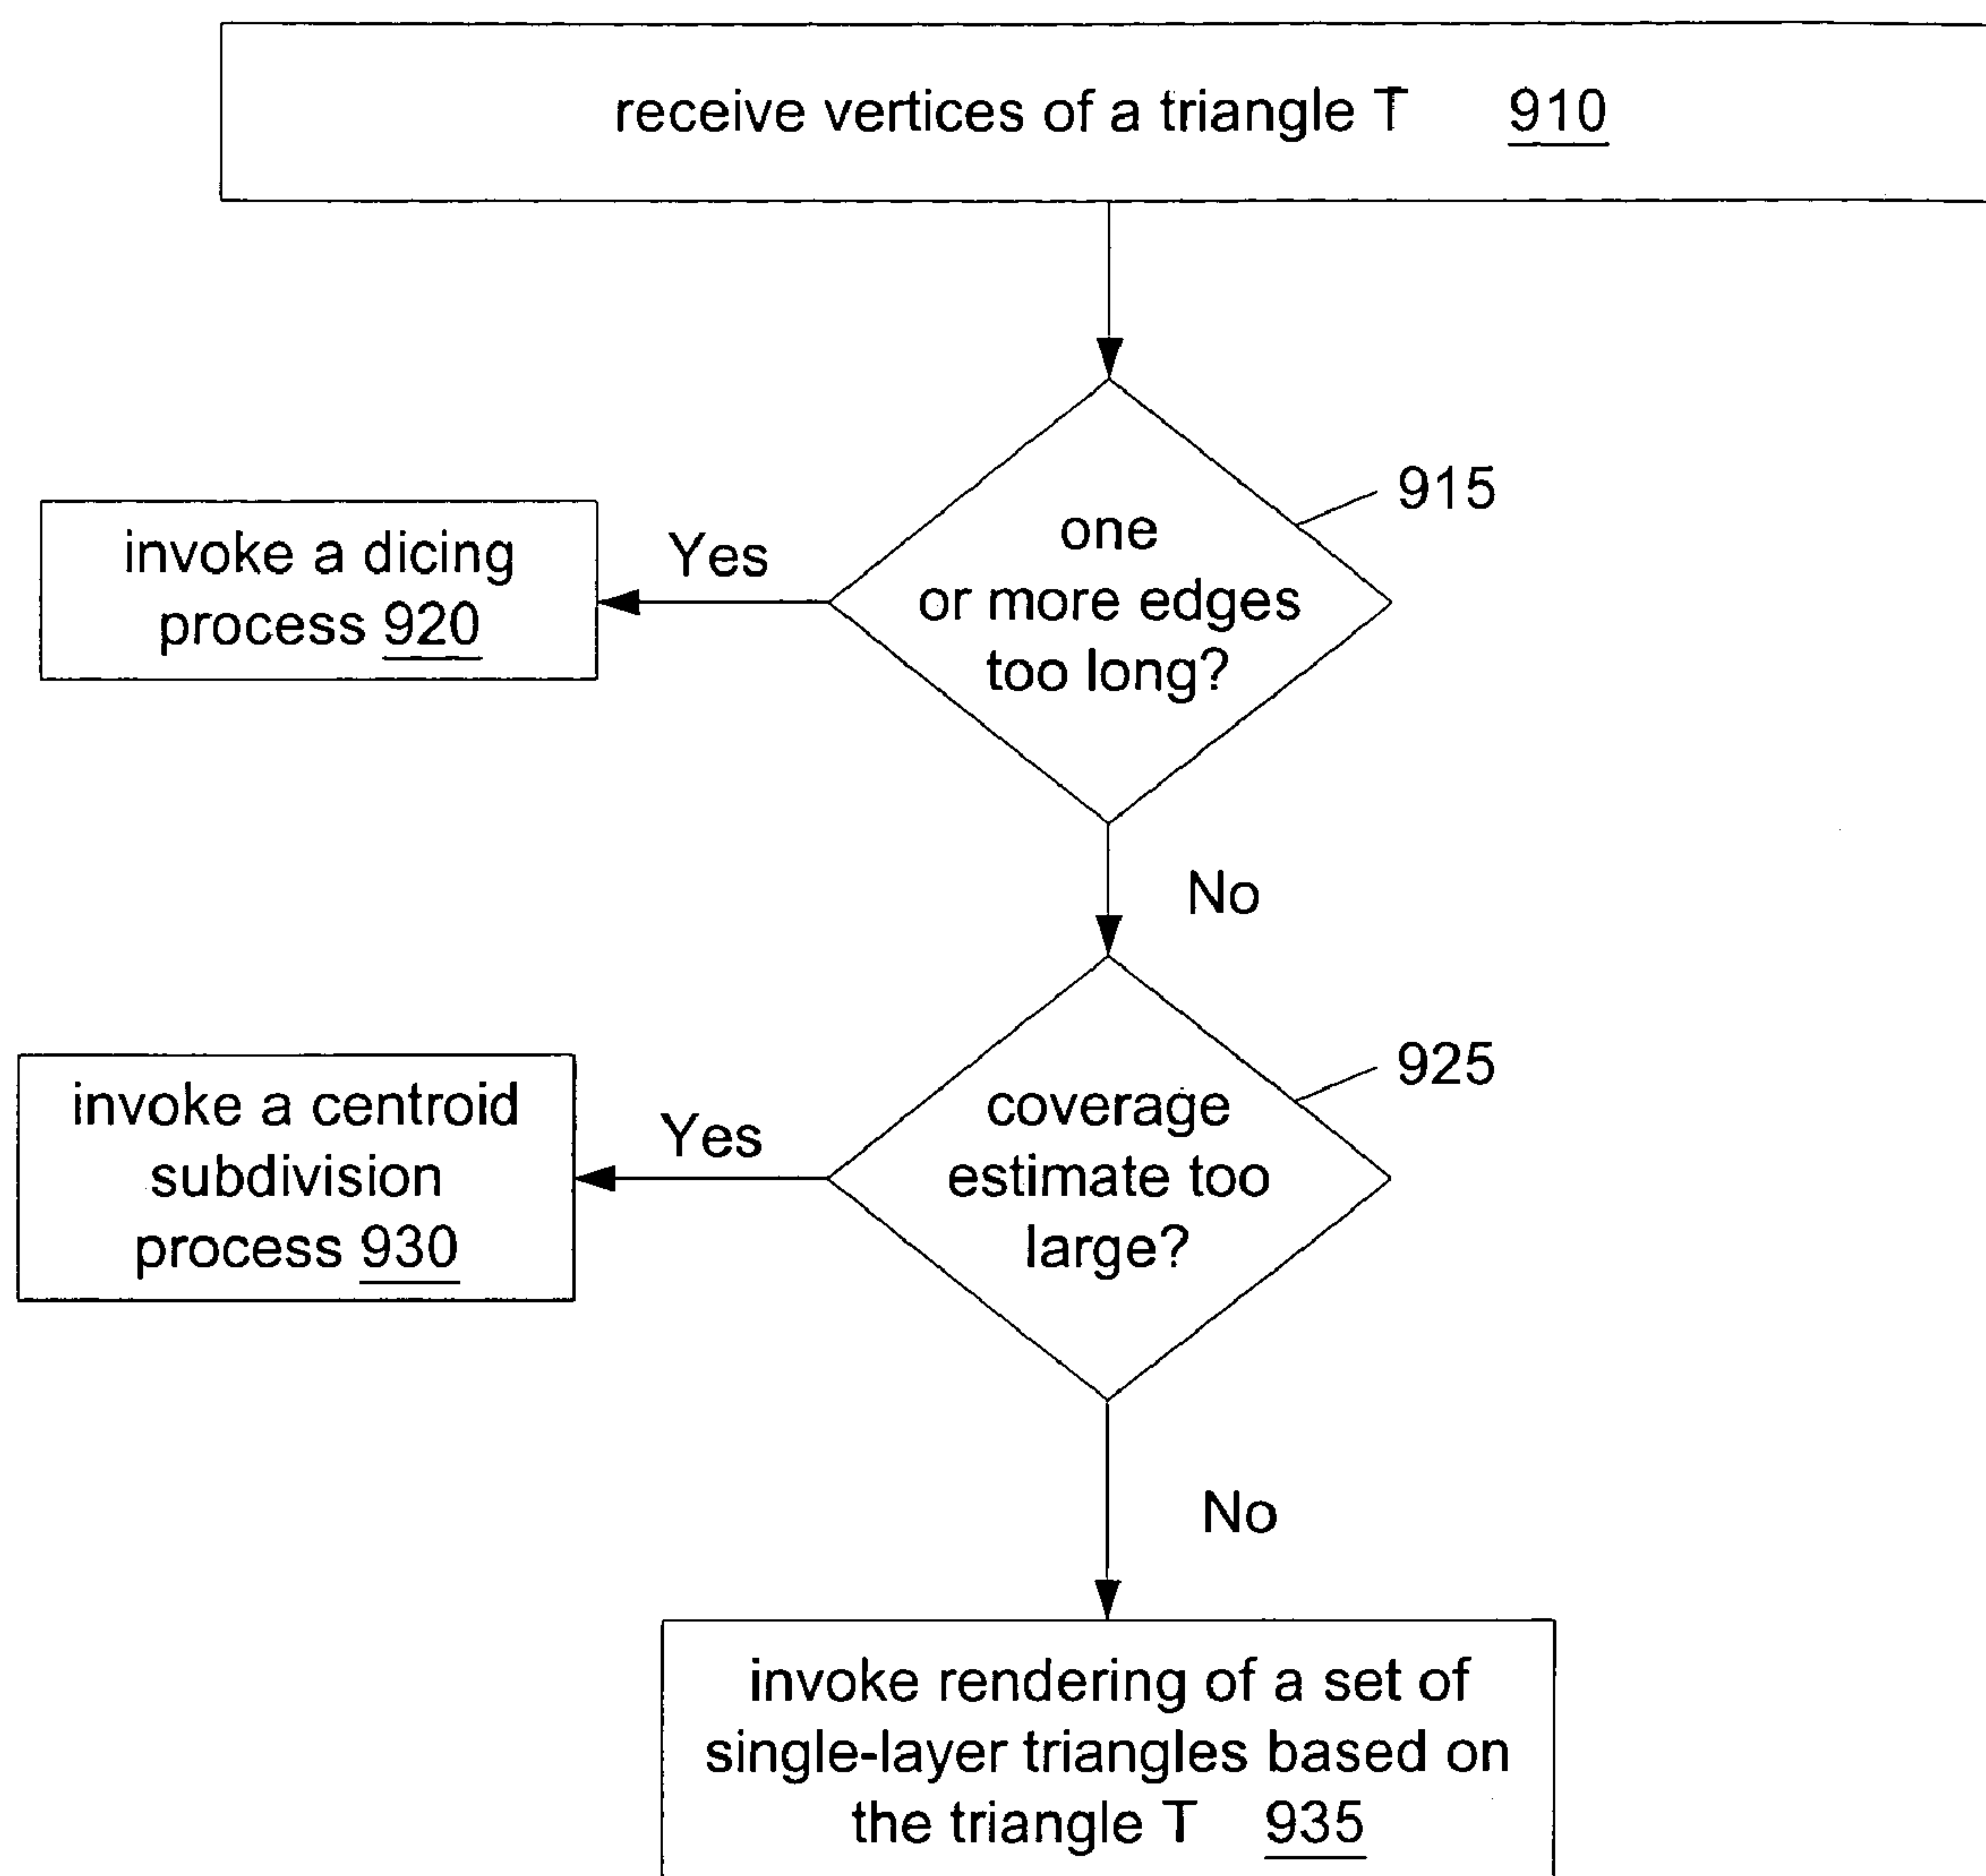 receive vertices of a triangle T 910
915
one
or more edges
too long?
Yes
invoke a dicing
process 920
No
925
coverage
estimate too
large?
Yes
invoke a centroid
subdivision
process 930
No
invoke rendering of a set of
single-layer triangles based on
the triangle T 935